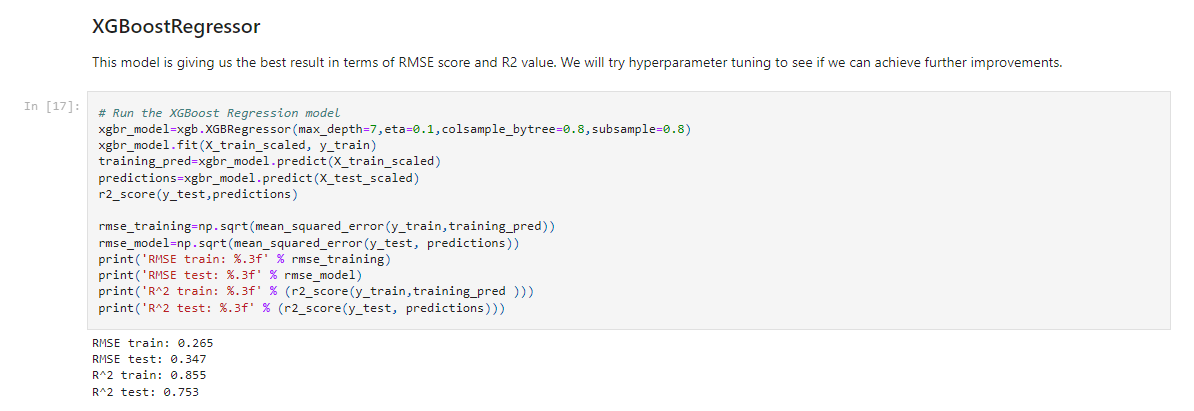 XGBoostRegressor
This model is giving us the best result in terms of RMSE score and R2 value. We will try hyperparameter tuning to see if we can achieve further improvements.
In [17]:
# Run the XGBoost Regression model
xgbr_model=xgb.XGBRegressor(max_depth=7,eta=0.1,colsample_bytree=0.8,subsample=0.8)
xgbr_model.fit(X_train_scaled, y_train)
training_pred=xgbr_model.predict(X_train_scaled)
predictions=xgbr_model.predict(X_test_scaled)
r2_score(y_test,predictions)
rmse_training=np.sqrt(mean_squared_error(y_train,training_pred))
rmse_model=np.sqrt(mean_squared_error(y_test, predictions))
print('RMSE train: %.3f' % rmse_training)
print('RMSE test: %.3f' % rmse_model)
print('R^2 train: %.3f' % (r2_score(y_train,training_pred )))
print('R^2 test: %.3f' % (r2_score(y_test, predictions)))
RMSE train: 0.265
RMSE test: 0.347
R^2 train: 0.855
R^2 test: 0.753